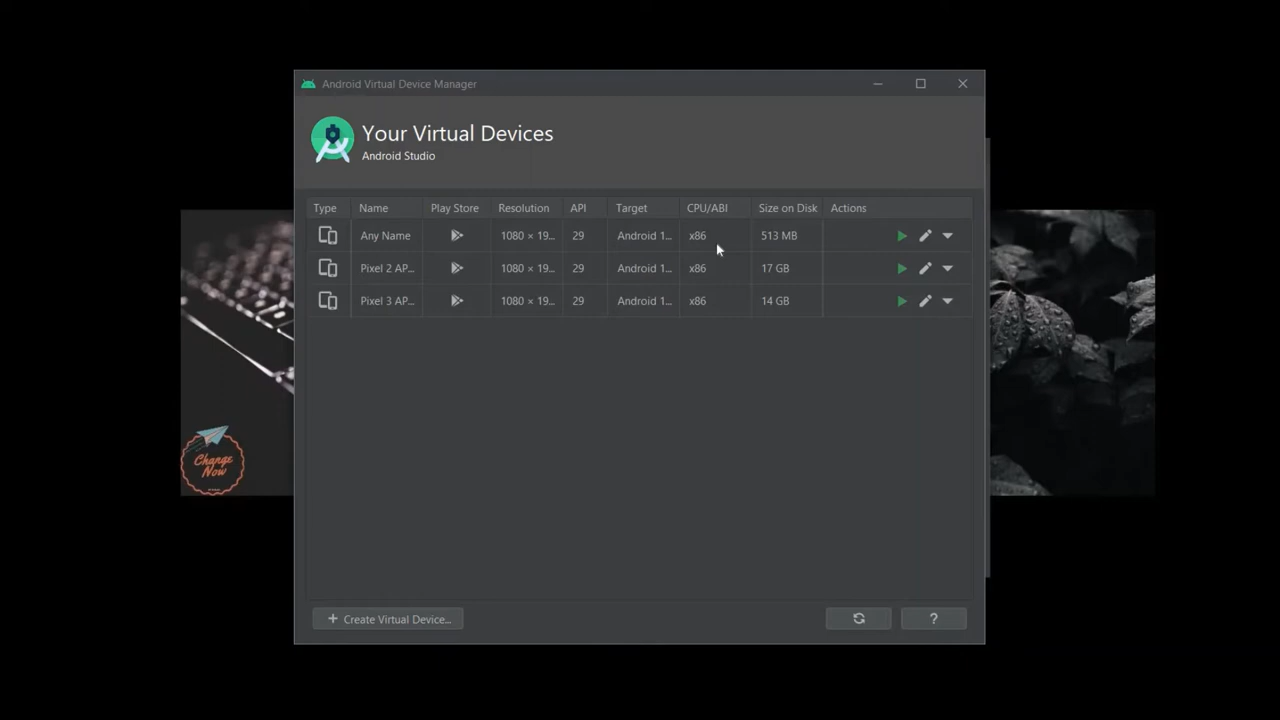 Android Virtual Device Manager
Your Virtual Devices
Android Studio
Type Name Play Store Resolution API Target CPU/ABI Size on Disk Actions
Any Name 1080 × 19... 29 Android 1... x86 513 MB
Pixel 2 AP... 1080 × 19... 29 Android 1... x86 17 GB
Pixel 3 AP... 1080 × 19... 29 Android 1... x86 14 GB
Change
Now
+ Create Virtual Device...
?